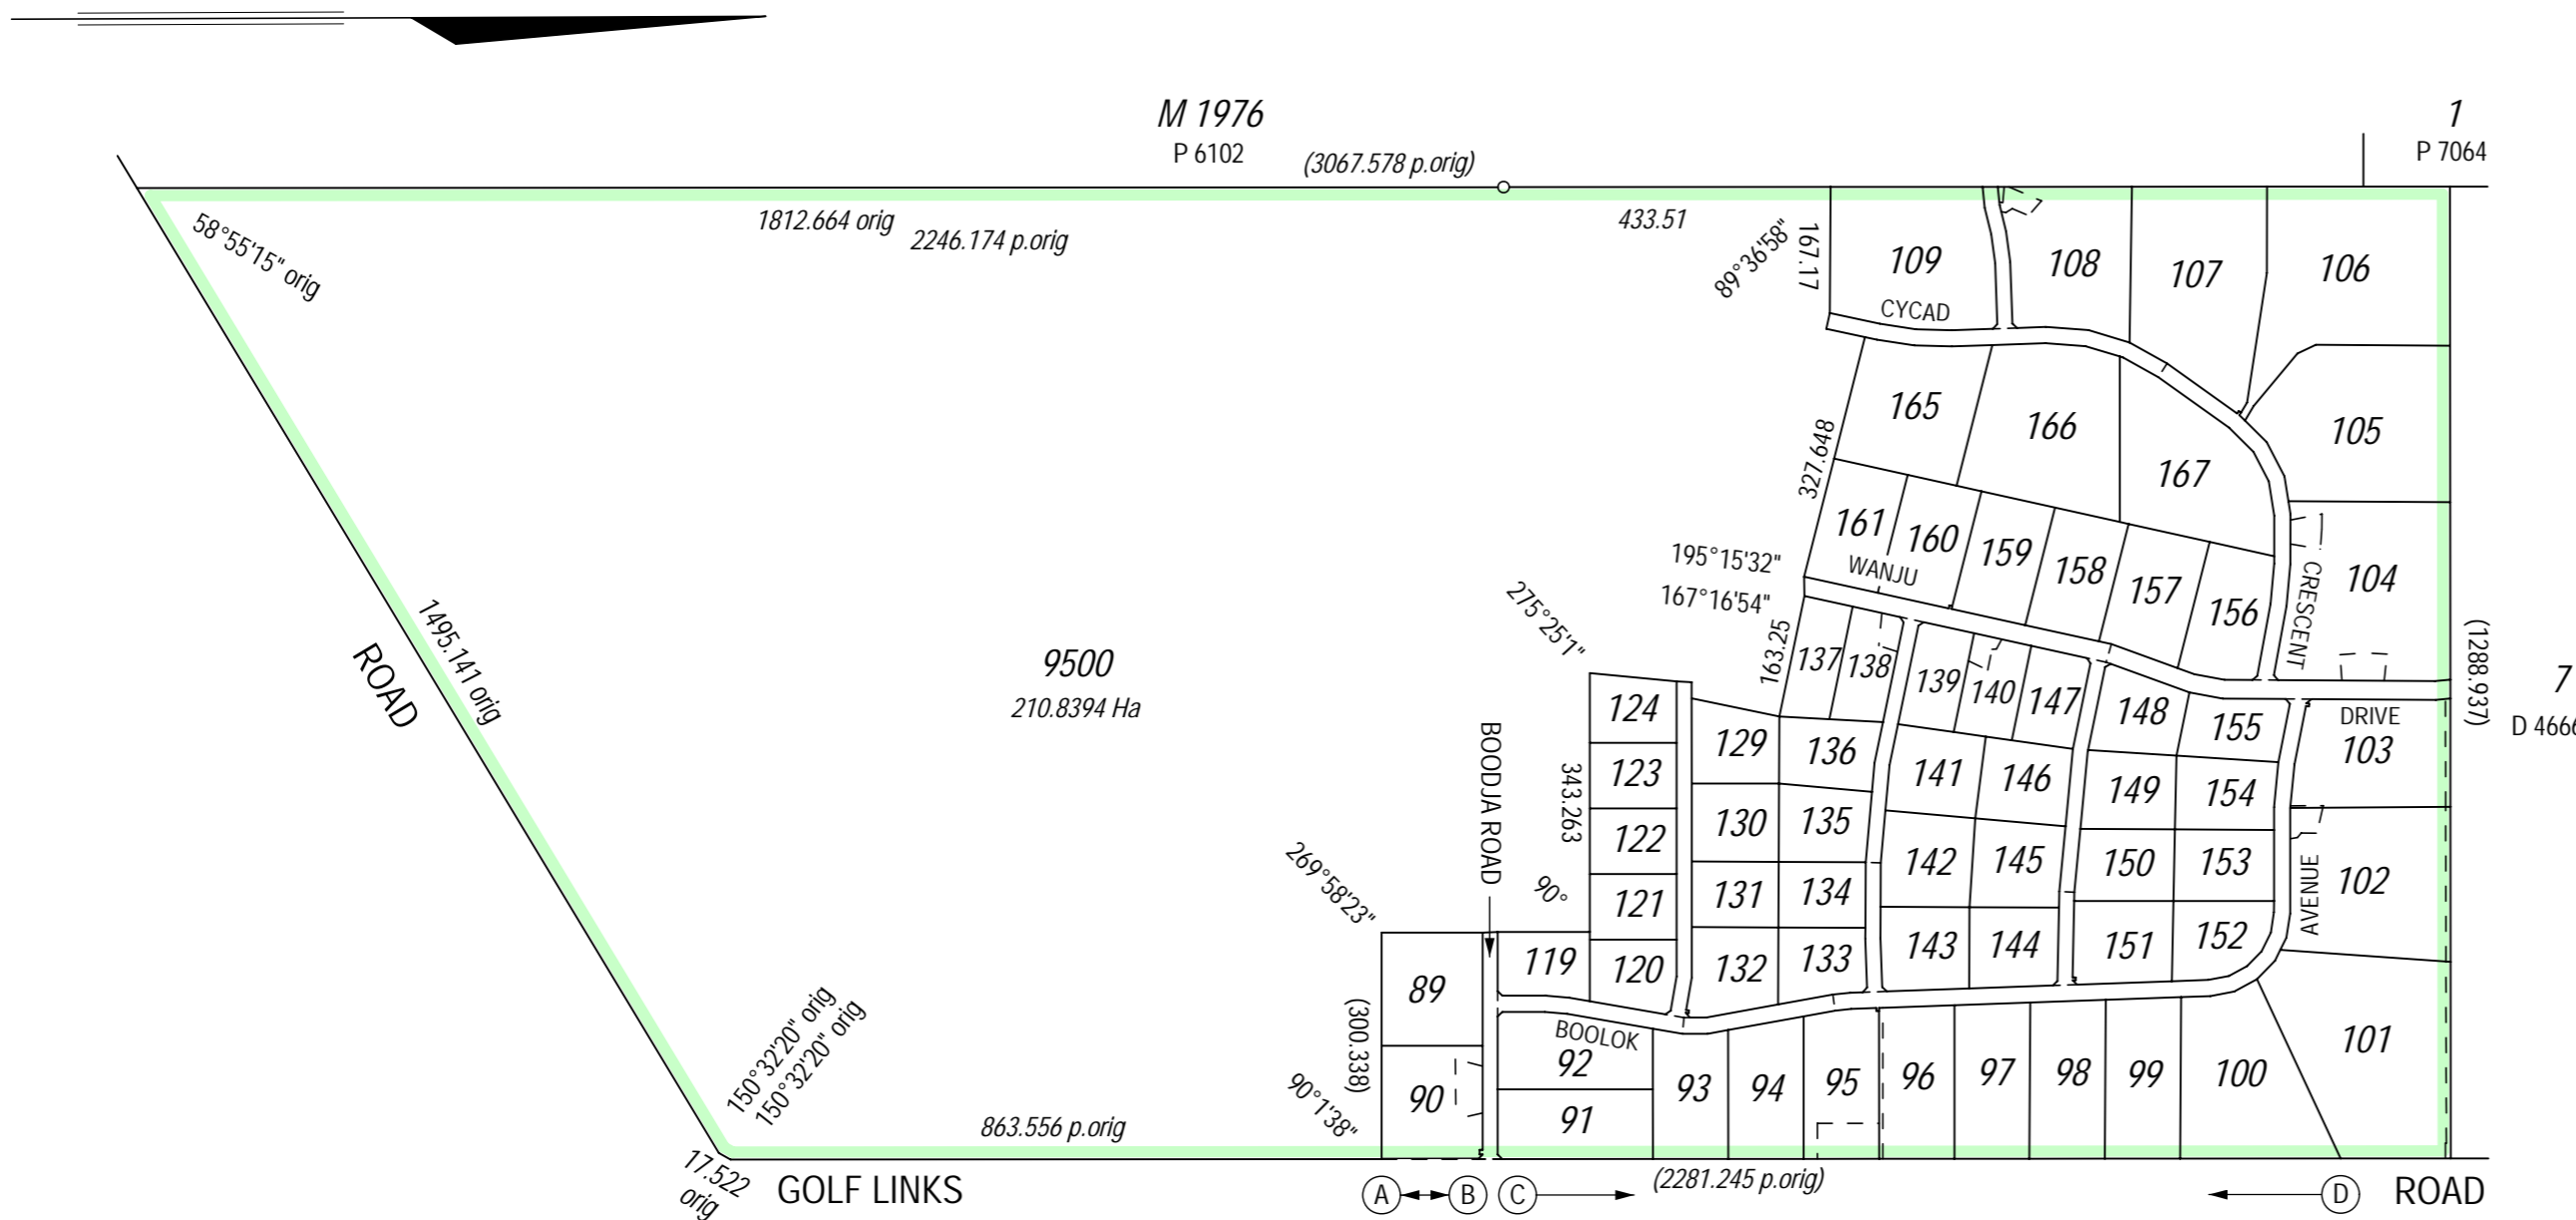 M 1976
P 6102
(3067.578 p.orig)
1
P 7064
1812.664 orig
2246.174 p.orig
433.51
58°55'15" orig
89°36'58"
167.17
109
108
107
106
CYCAD
165
166
167
105
327.648
161
160
159
158
157
156
WANJU
CRESCENT
104
195°15'32"
167°16'54"
275°25'1"
163.25
137
138
139
140
147
148
155
DRIVE
103
(1288.937)
7
D 4666
1495.141 orig
ROAD
9500
210.8394 Ha
BOODJA ROAD
343.263
124
123
122
121
120
119
129
130
131
132
136
135
134
133
141
146
142
145
143
144
149
154
150
153
151
152
102
AVENUE
269°58'23"
90°
89
90
(300.338)
90°1'38"
BOOLOK
92
91
93
94
95
96
97
98
99
100
101
150°32'20" orig
150°32'20" orig
863.556 p.orig
17.522
orig
GOLF LINKS
A
B
C
(2281.245 p.orig)
D
ROAD